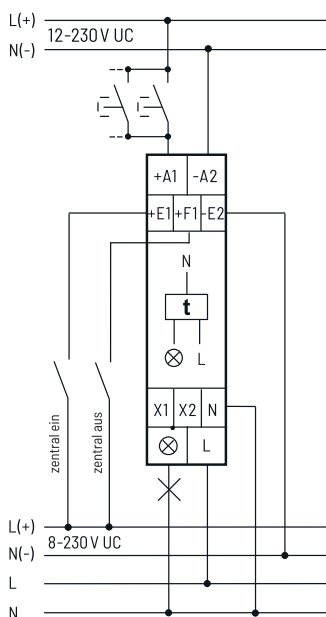 L(+)
12-230 V UC
N(-)
+A1 -A2
+E1 +F1 -E2
N
t
L
X1 X2 N
L
zentral ein
zentral aus
L(+)
8-230 V UC
N(-)
L
N